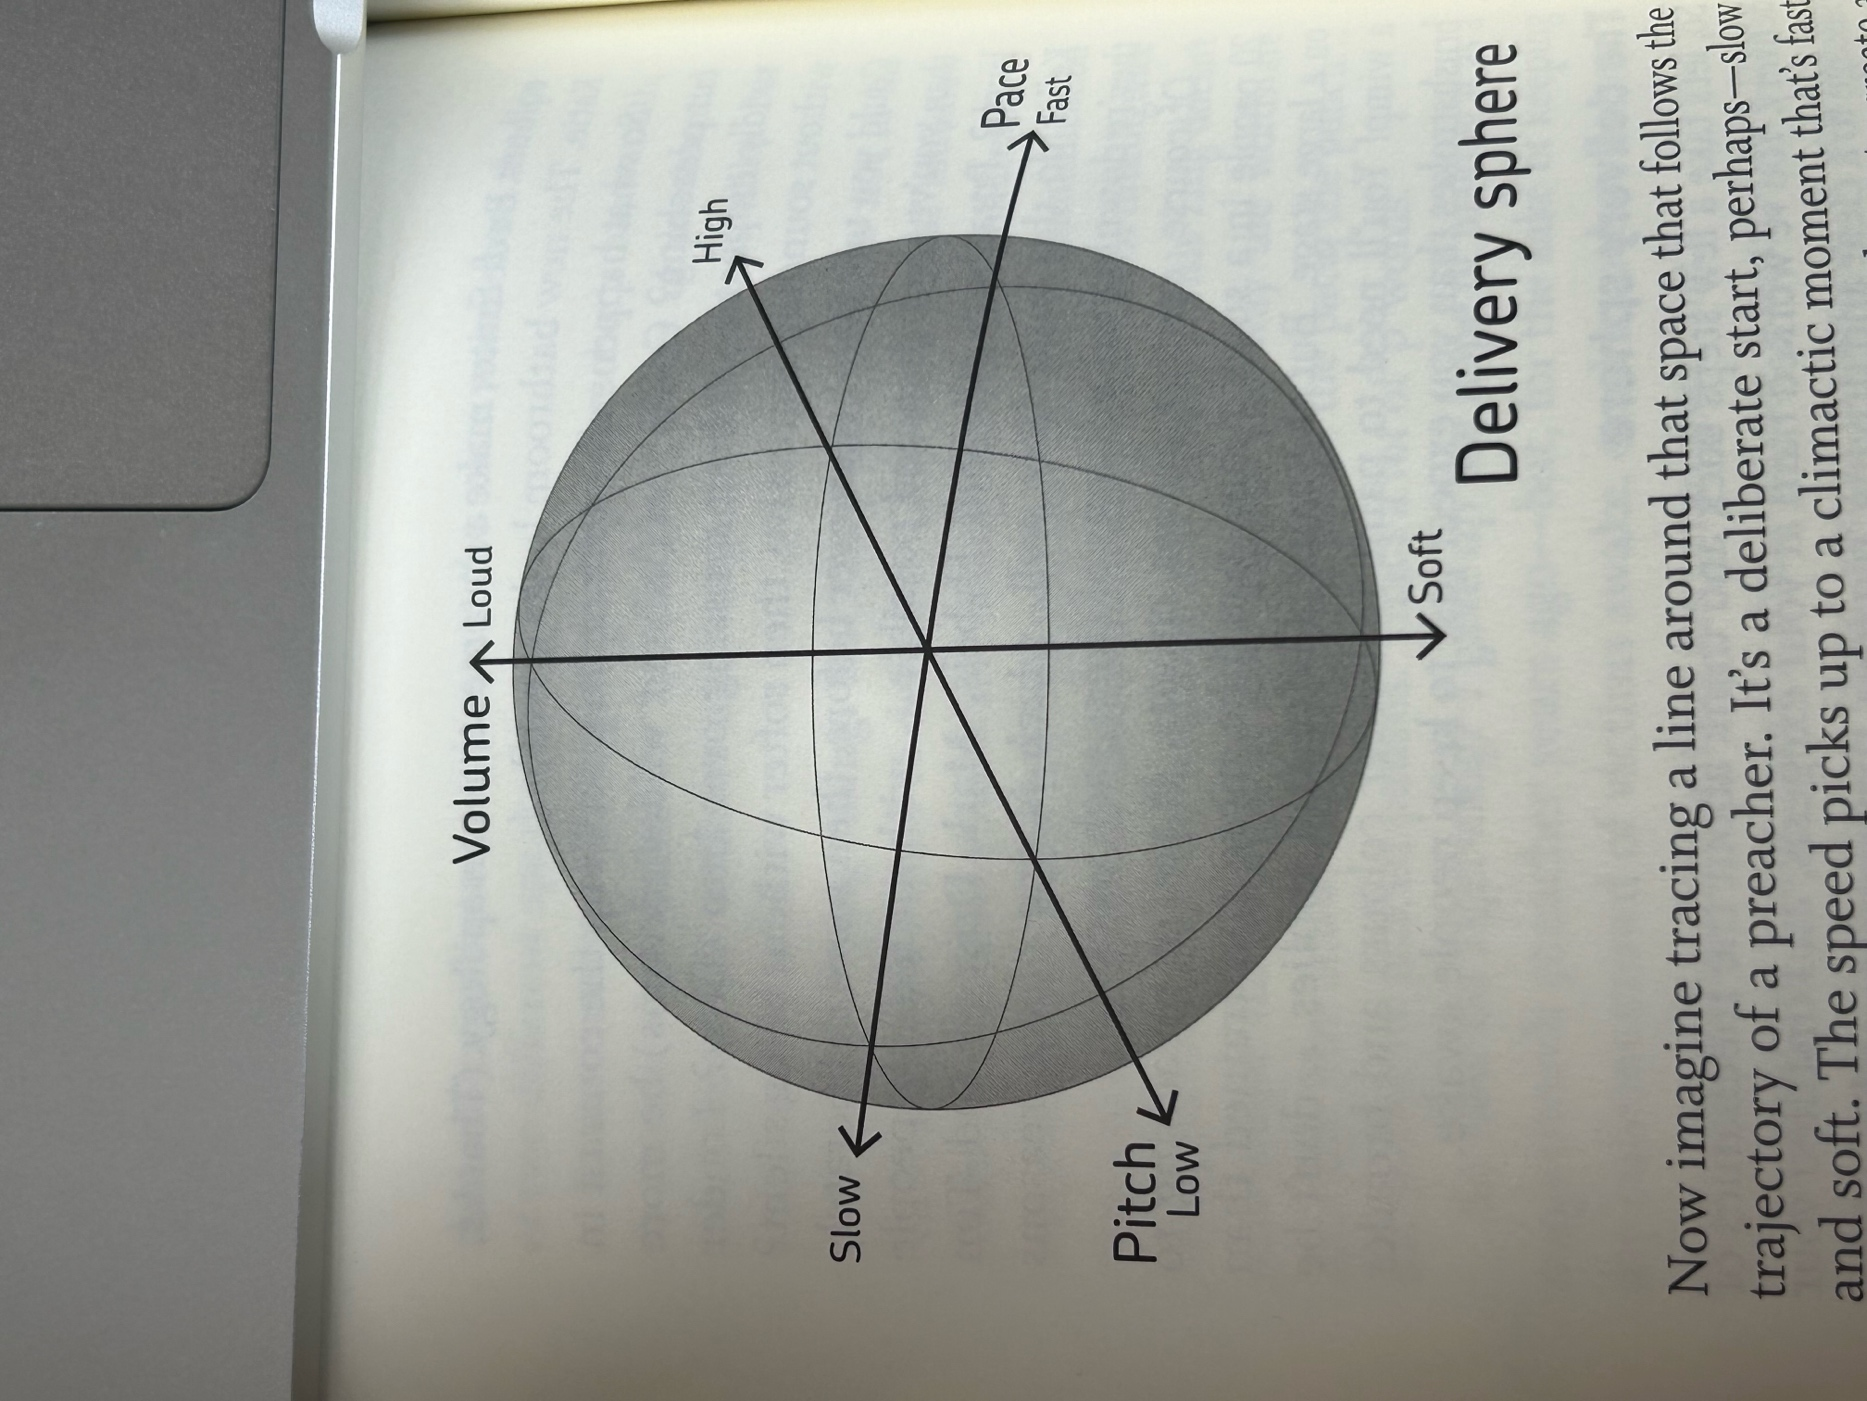 Volume
Loud
High
Pace
Fast
Slow
Pitch
Low
Soft
Delivery sphere
Now imagine tracing a line around that space that follows the
trajectory of a preacher. It's a deliberate start, perhaps—slow
and soft. The speed picks up to a climactic moment that's fast